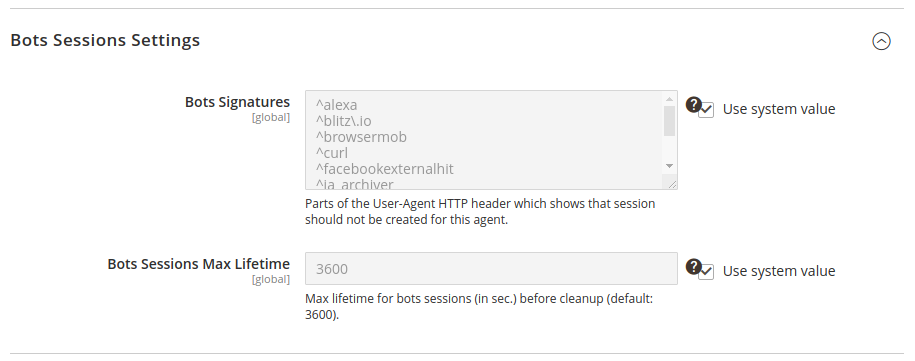 Bots Sessions Settings
Bots Signatures
[global]
^alexa
^blitz\.io
^browsermob
^curl
^facebookexternalhit
^ia_archiver
? Use system value
Parts of the User-Agent HTTP header which shows that session
should not be created for this agent.
Bots Sessions Max Lifetime
[global]
3600
? Use system value
Max lifetime for bots sessions (in sec.) before cleanup (default:
3600).